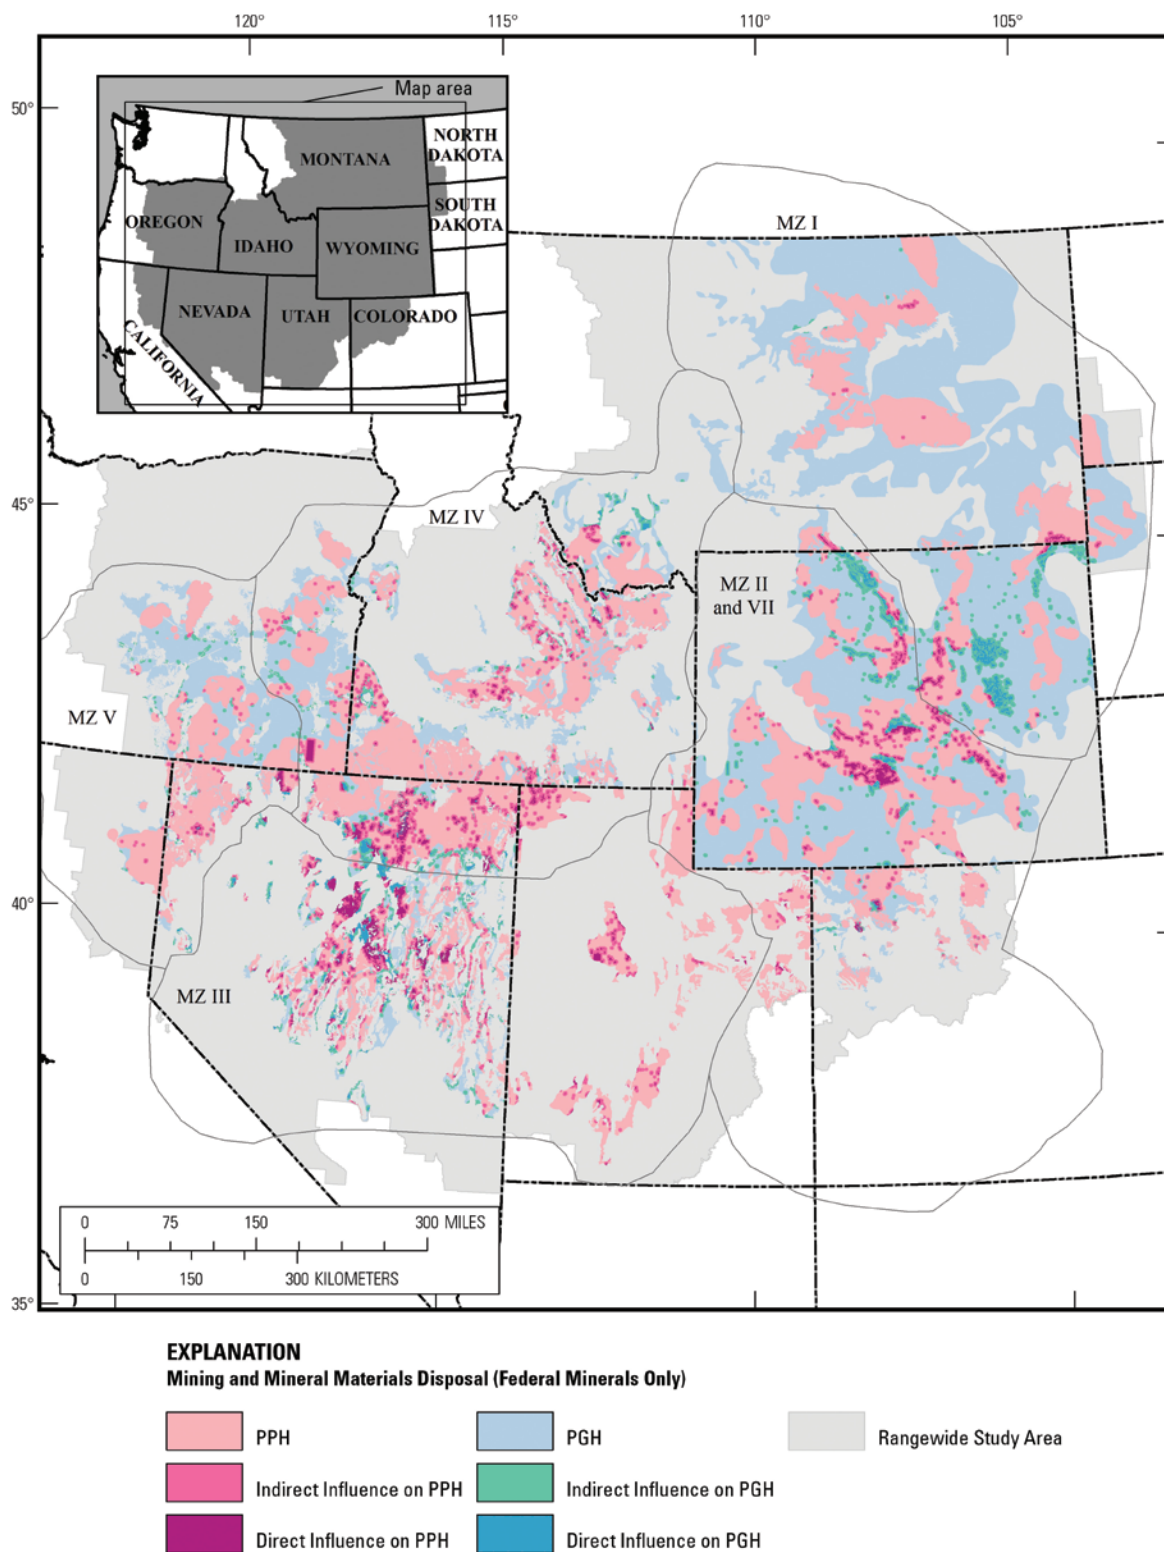 120° 115° 110° 105°
50°
Map area
NORTH
DAKOTA
MONTANA
SOUTH
DAKOTA
OREGON
IDAHO
WYOMING
NEVADA
UTAH
COLORADO
CALIFORNIA
MZ I
45°
MZ IV
MZ II
and VII
MZ V
40°
MZ III
0 75 150 300 MILES
0 150 300 KILOMETERS
35°
EXPLANATION
Mining and Mineral Materials Disposal (Federal Minerals Only)
PPH PGH Rangewide Study Area
Indirect Influence on PPH Indirect Influence on PGH
Direct Influence on PPH Direct Influence on PGH